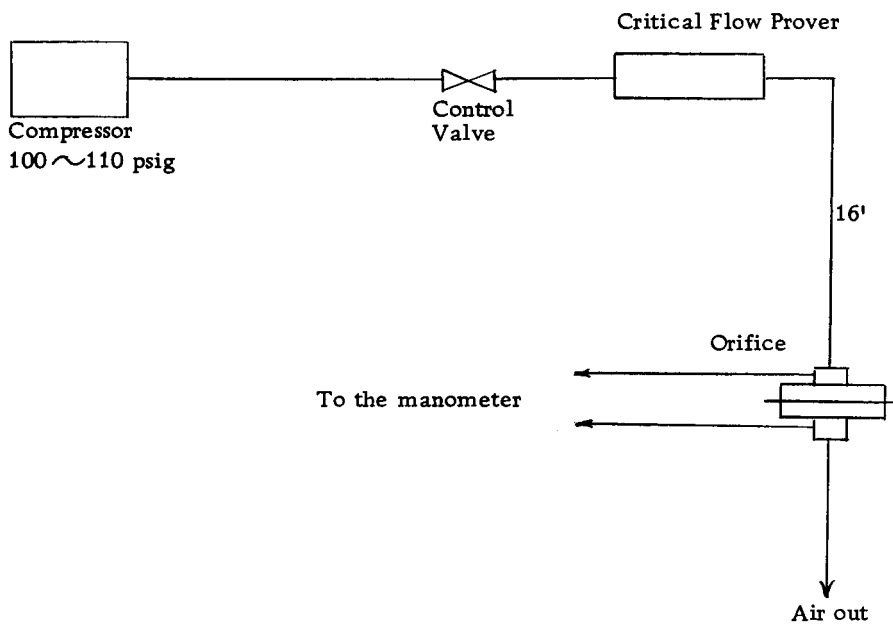 Critical Flow Prover
Control
Valve
Compressor
100~110 psig
16'
Orifice
To the manometer
Air out